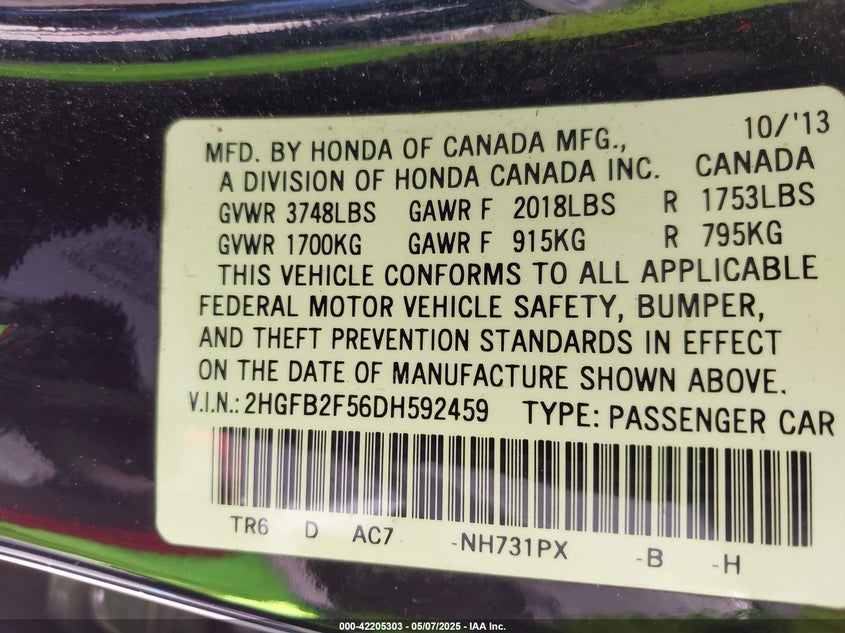 10/'13
MFD. BY HONDA OF CANADA MFG.,
A DIVISION OF HONDA CANADA INC. CANADA
GVWR 3748LBS GAWR F 2018LBS R 1753LBS
GVWR 1700KG GAWR F 915KG R 795KG
THIS VEHICLE CONFORMS TO ALL APPLICABLE
FEDERAL MOTOR VEHICLE SAFETY, BUMPER,
AND THEFT PREVENTION STANDARDS IN EFFECT
ON THE DATE OF MANUFACTURE SHOWN ABOVE.
V.I.N.: 2HGFB2F56DH592459 TYPE: PASSENGER CAR
TR6 D AC7 -NH731PX -B -H
000-42205303 - 05/07/2025 - IAA Inc.